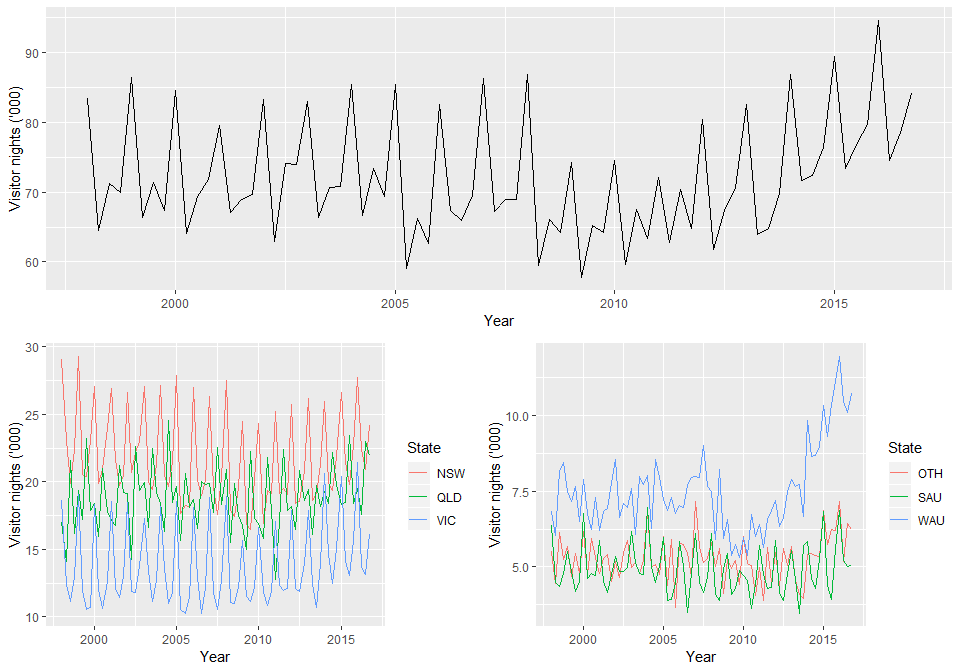 Visitor nights ('000)
90
80
70
60
2000
2005
2010
2015
Year
Visitor nights ('000)
30
25
20
15
10
2000
2005
2010
2015
Year
State
NSW
QLD
VIC
Visitor nights ('000)
10.0
7.5
5.0
2000
2005
2010
2015
Year
State
OTH
SAU
WAU